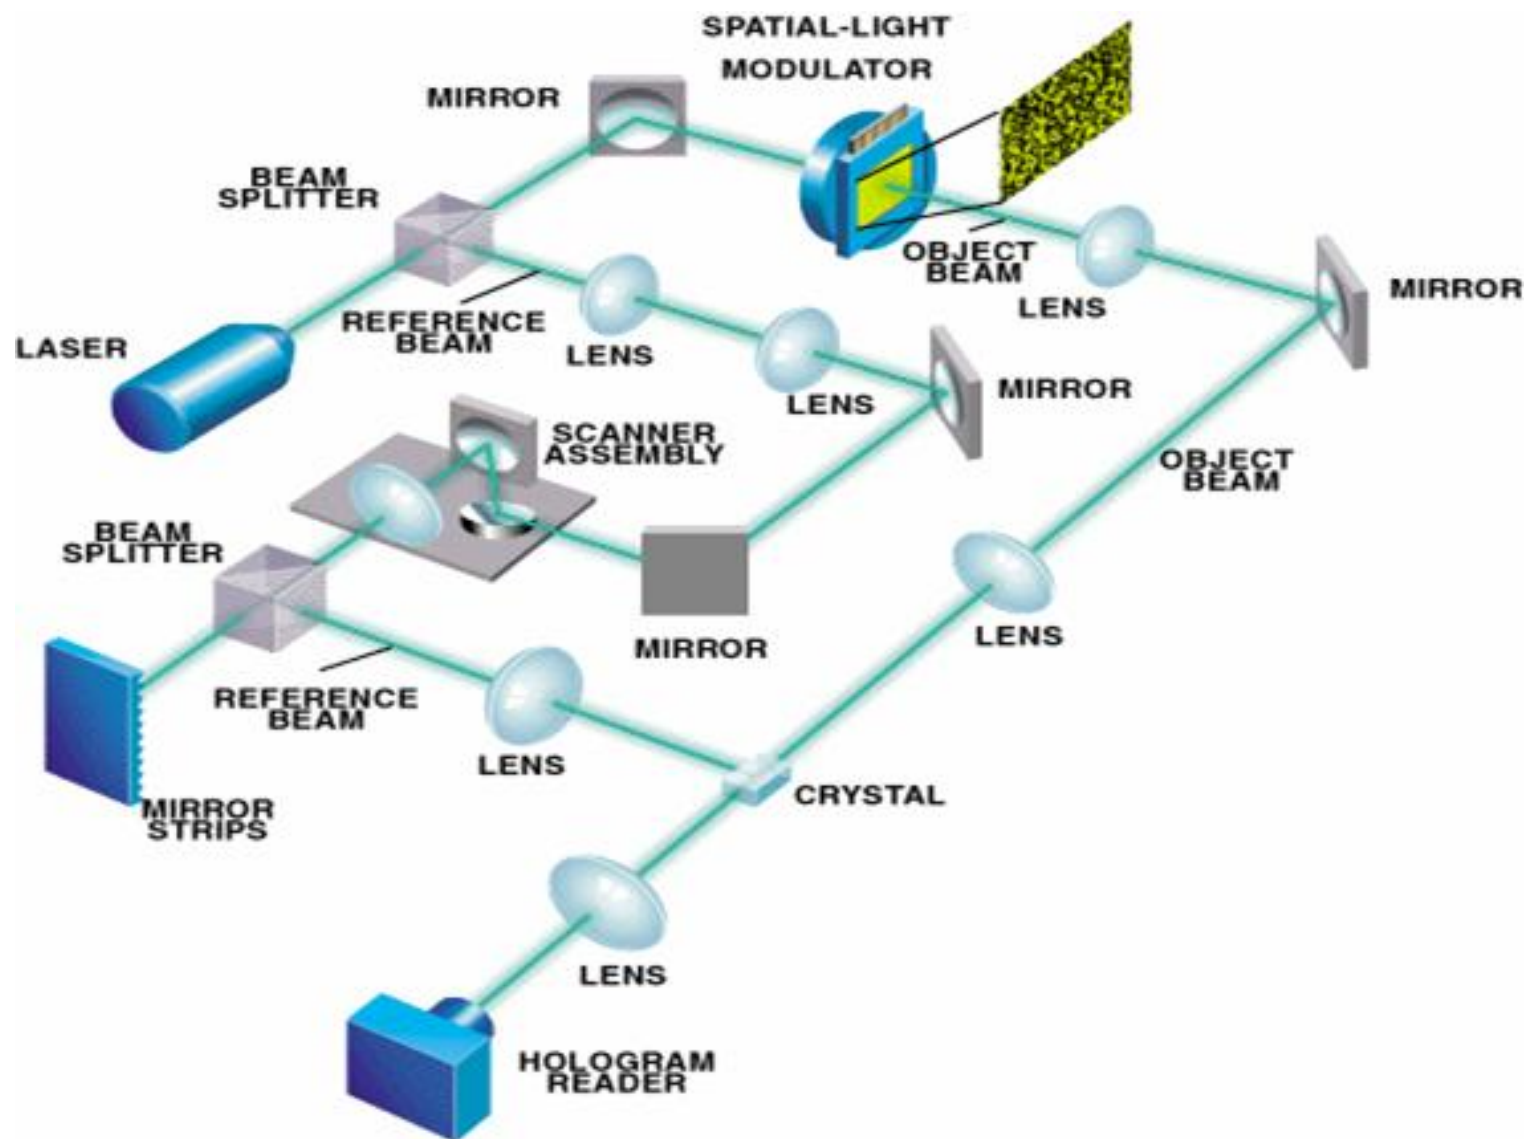 SPATIAL-LIGHT
MODULATOR
MIRROR
BEAM
SPLITTER
OBJECT
BEAM
LENS
MIRROR
REFERENCE
BEAM
LENS
LASER
LENS
MIRROR
SCANNER
ASSEMBLY
OBJECT
BEAM
BEAM
SPLITTER
LENS
MIRROR
REFERENCE
BEAM
LENS
CRYSTAL
MIRROR
STRIPS
LENS
HOLOGRAM
READER